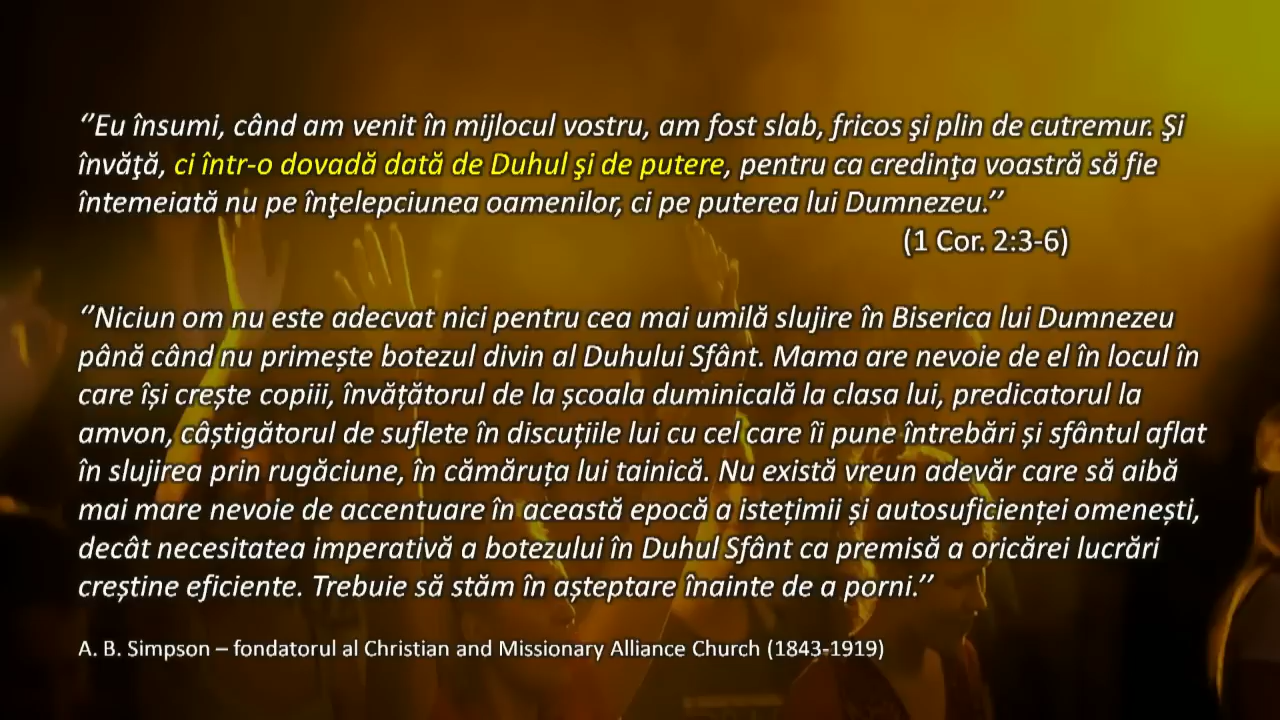 ‘’Eu însumi, când am venit în mijlocul vostru, am fost slab, fricos şi plin de cutremur. Şi
învăţă, ci într-o dovadă dată de Duhul şi de putere, pentru ca credinţa voastră să fie
întemeiată nu pe înţelepciunea oamenilor, ci pe puterea lui Dumnezeu.’’
(1 Cor. 2:3-6)
‘’Niciun om nu este adecvat nici pentru cea mai umilă slujire în Biserica lui Dumnezeu
până când nu primește botezul divin al Duhului Sfânt. Mama are nevoie de el în locul în
care își crește copiii, învățătorul de la școala duminicală la clasa lui, predicatorul la
amvon, câștigătorul de suflete în discuțiile lui cu cel care îi pune întrebări și sfântul aflat
în slujirea prin rugăciune, în cămăruța lui tainică. Nu există vreun adevăr care să aibă
mai mare nevoie de accentuare în această epocă a istețimii și autosuficienței omenești,
decât necesitatea imperativă a botezului în Duhul Sfânt ca premisă a oricărei lucrări
creștine eficiente. Trebuie să stăm în așteptare înainte de a porni.’’
A. B. Simpson – fondatorul al Christian and Missionary Alliance Church (1843-1919)